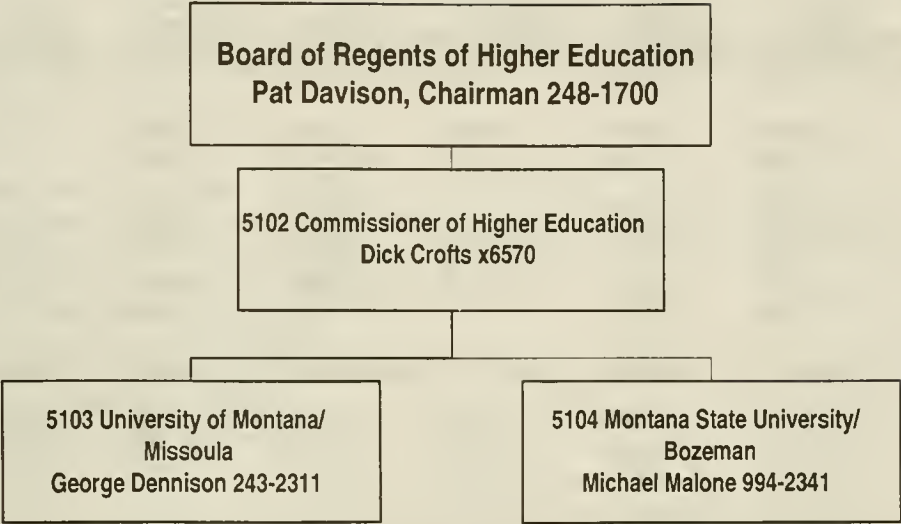 Board of Regents of Higher Education
Pat Davison, Chairman 248-1700
5102 Commissioner of Higher Education
Dick Crofts x6570
5103 University of Montana/
Missoula
George Dennison 243-2311
5104 Montana State University/
Bozeman
Michael Malone 994-2341